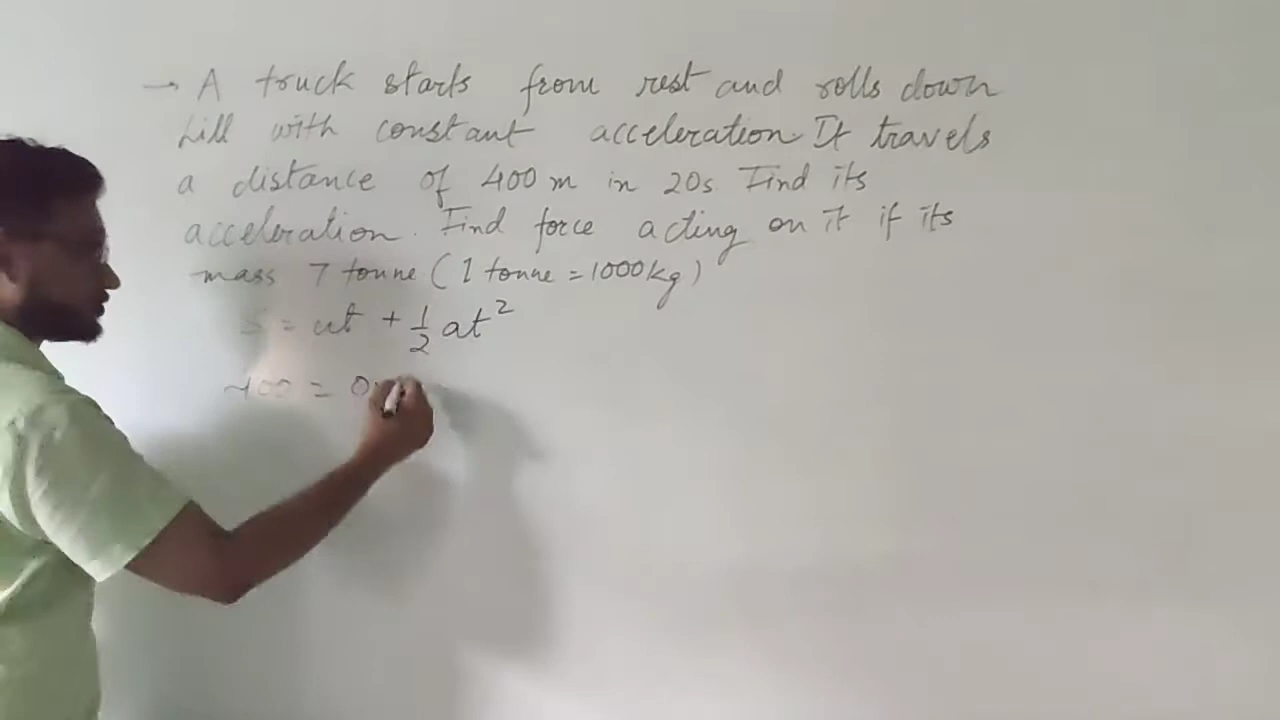 → A truck starts from rest and rolls down
hill with constant acceleration It travels
a distance of 400 m in 20s Find its
acceleration. Find force acting on it if its
mass 7 tonne (1 tonne = 1000kg)
S = ut + 1/2 at²
400 = 0